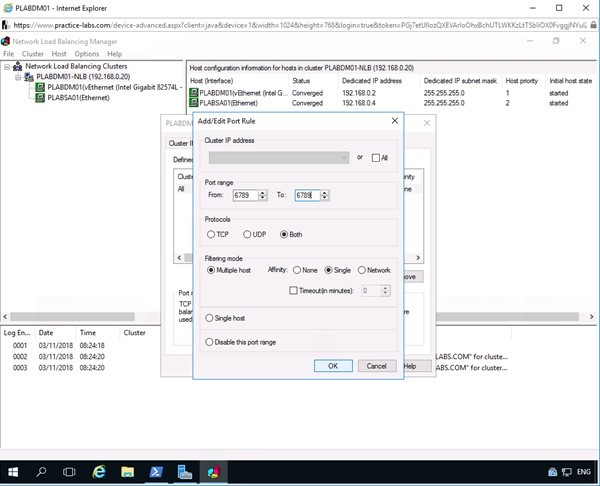 PLABDM01 - Internet Explorer
https://www.practice-labs.com/device-advanced.aspx?client=java&device=1&width=1024&height=768&login=true&token=
Network Load Balancing Manager
File Cluster Host Options Help
Network Load Balancing Clusters
PLABDM01-NLB (192.168.0.20)
PLABDM01(vEthernet (Intel Gigabit 82574L -
PLABSA01(Ethernet)
Host configuration information for hosts in cluster PLABDM01-NLB (192.168.0.20)
Host (Interface) Status Dedicated IP address Dedicated IP subnet mask Host priority Initial host state
PLABDM01(vEthernet (Intel G... Converged 192.168.0.2 255.255.255.0 1 started
PLABSA01(Ethernet) Converged 192.168.0.4 255.255.255.0 2 started
Add/Edit Port Rule
Cluster IP address
or All
Port range
From: 6789 To: 6789
Protocols
TCP UDP Both
Filtering mode
Multiple host Affinity: None Single Network
Timeout(in minutes): 0
Single host
Disable this port range
OK Cancel
PLABDM01
Cluster I
Define
Cluste
All
Port r
TCP
balan
used
Help
Log En... Date Time Cluster
0001 03/11/2018 08:24:18
0002 03/11/2018 08:24:20 LABS.COM" for cluste...
0003 03/11/2018 08:24:20 LABS.COM" for cluster...
ENG